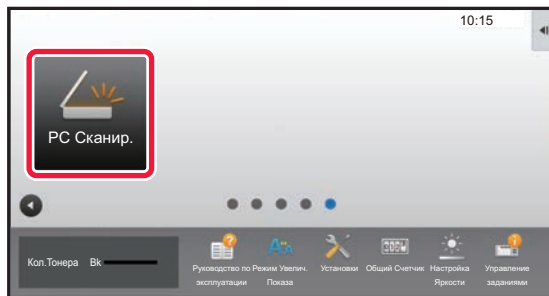 10:15
PC Сканир.
Кол.Тонера Bk
Руководство по
эксплуатации
Режим Увелич.
Показа
Установки
Общий Счетчик
Настройка
Яркости
Управление
заданиями